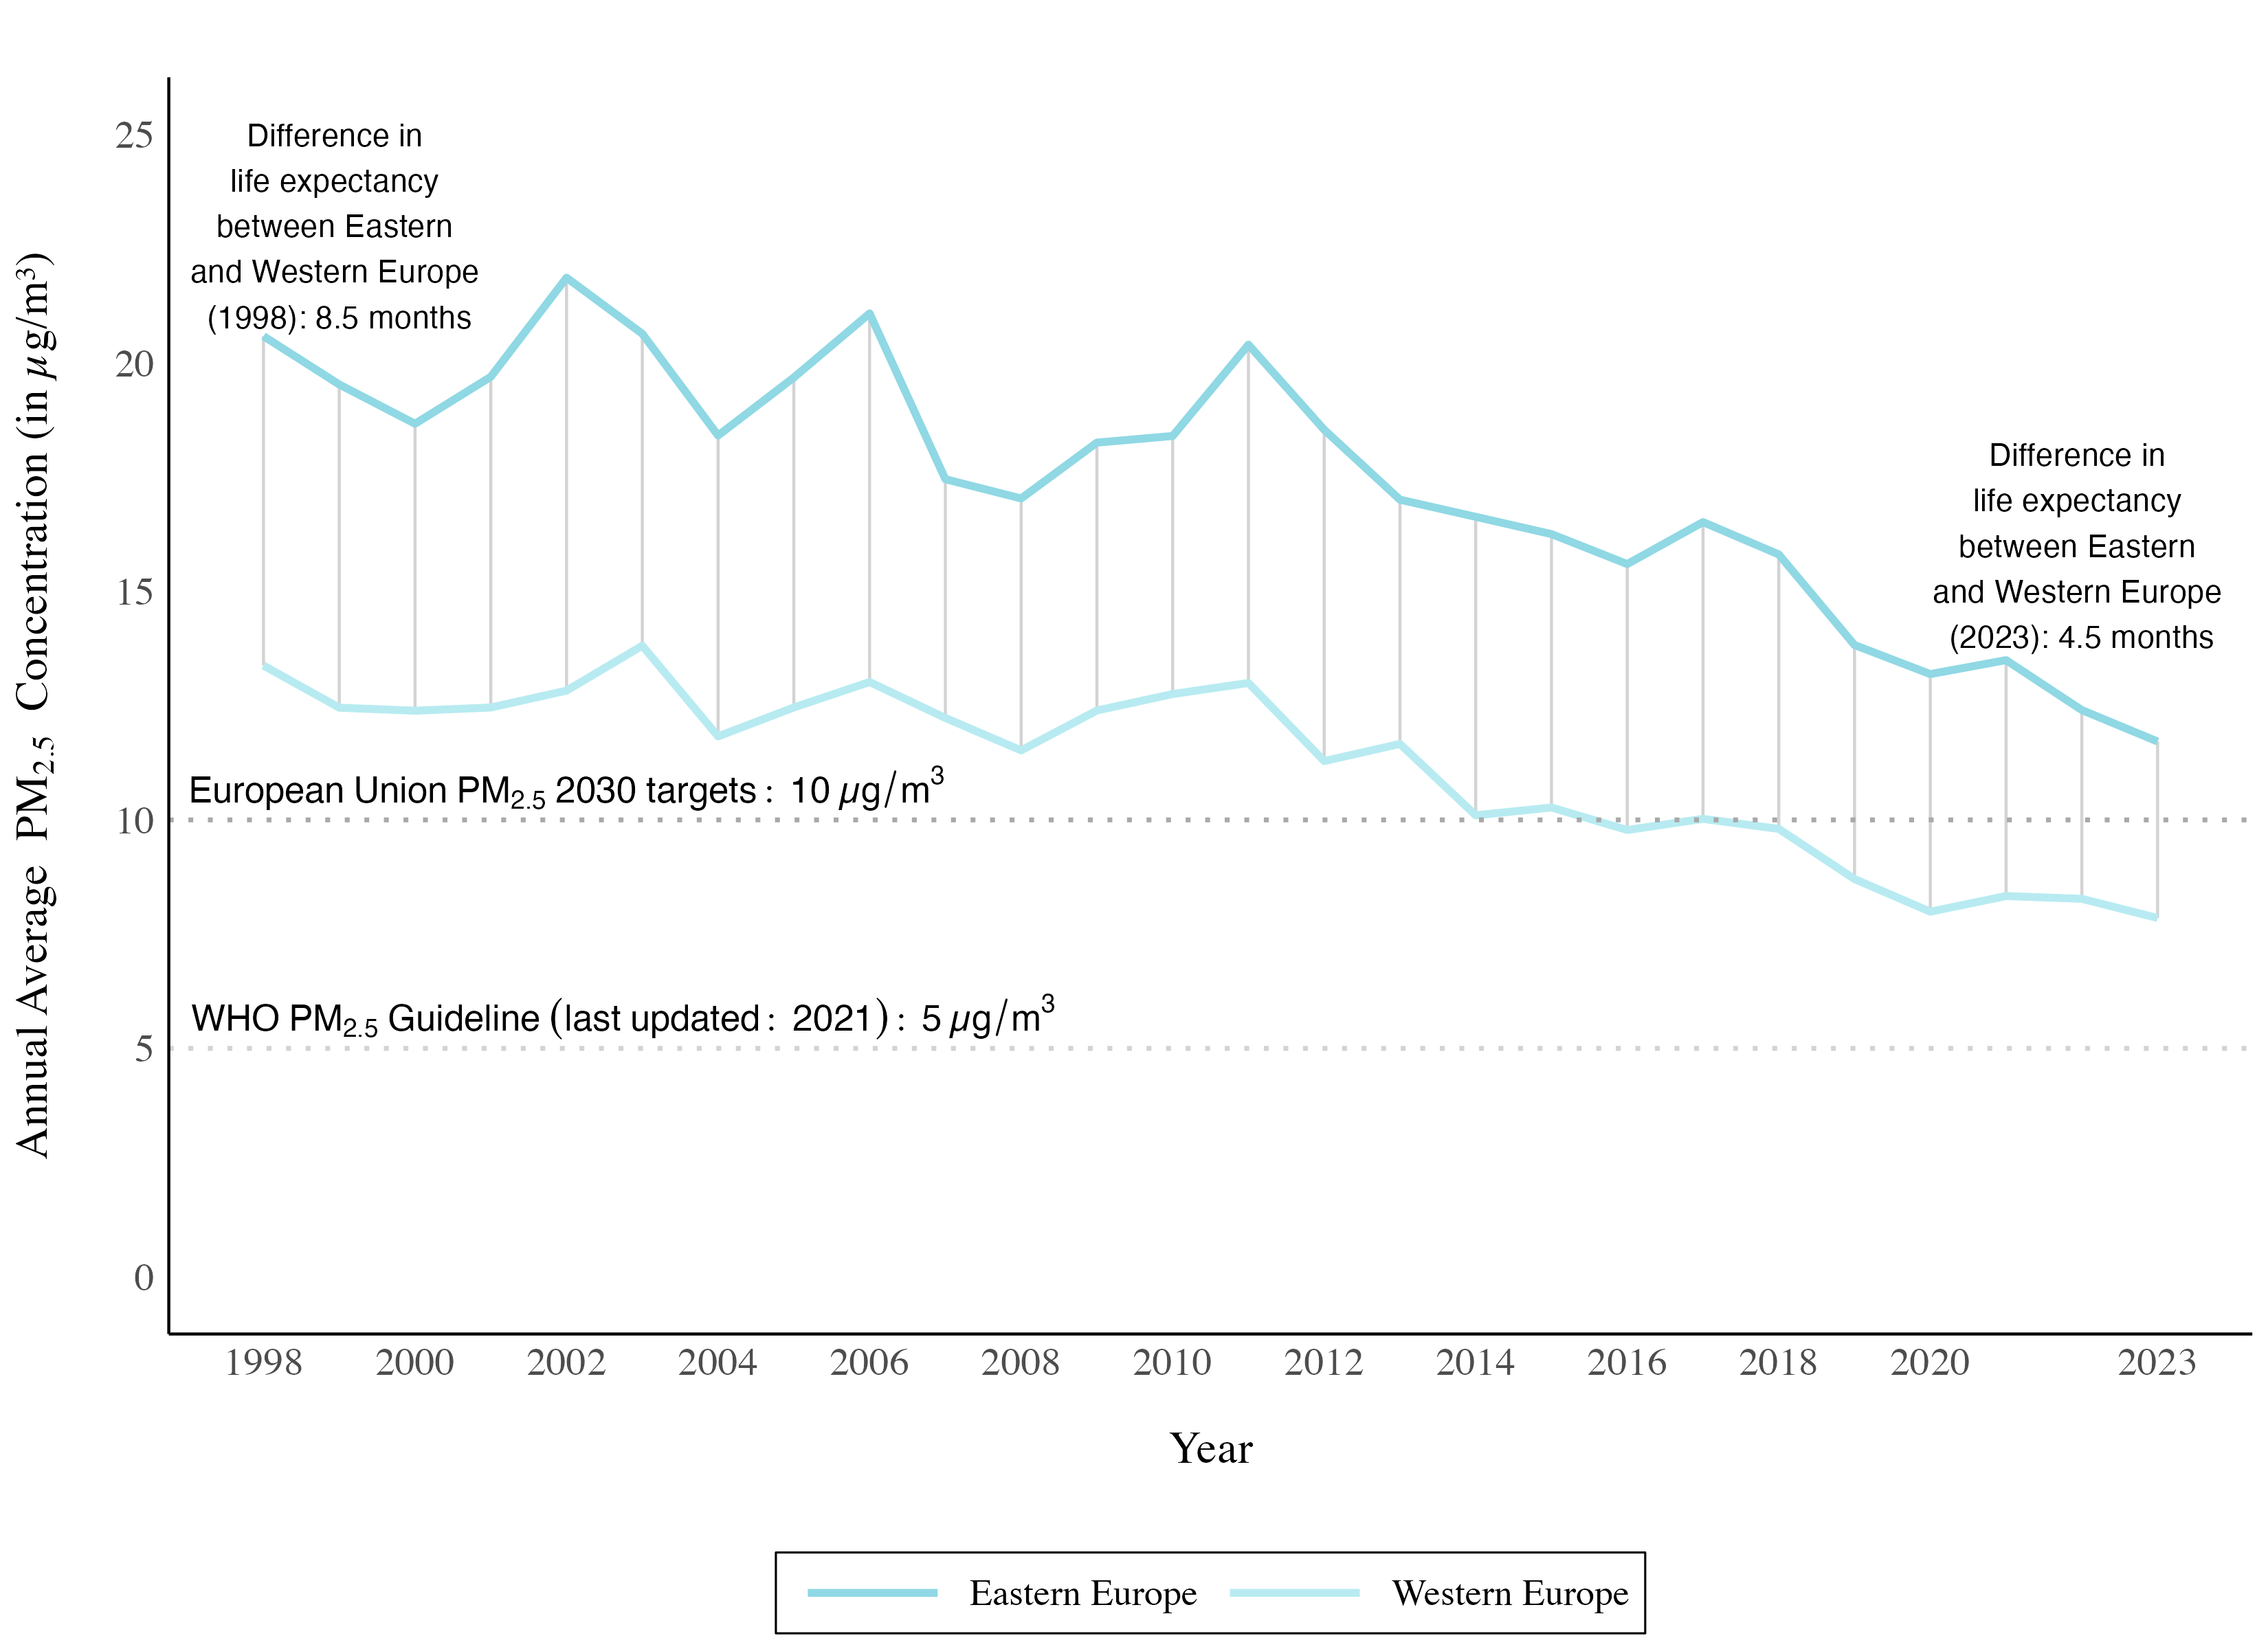 Difference in
life expectancy
between Eastern
and Western Europe
(1998): 8.5 months
Difference in
life expectancy
between Eastern
and Western Europe
(2023): 4.5 months
European Union PM2.5 2030 targets: 10 µg/m³
WHO PM2.5 Guideline (last updated: 2021): 5 µg/m³
Annual Average PM2.5 Concentration (in µg/m³)
25
20
15
10
5
0
1998 2000 2002 2004 2006 2008 2010 2012 2014 2016 2018 2020 2023
Year
Eastern Europe Western Europe